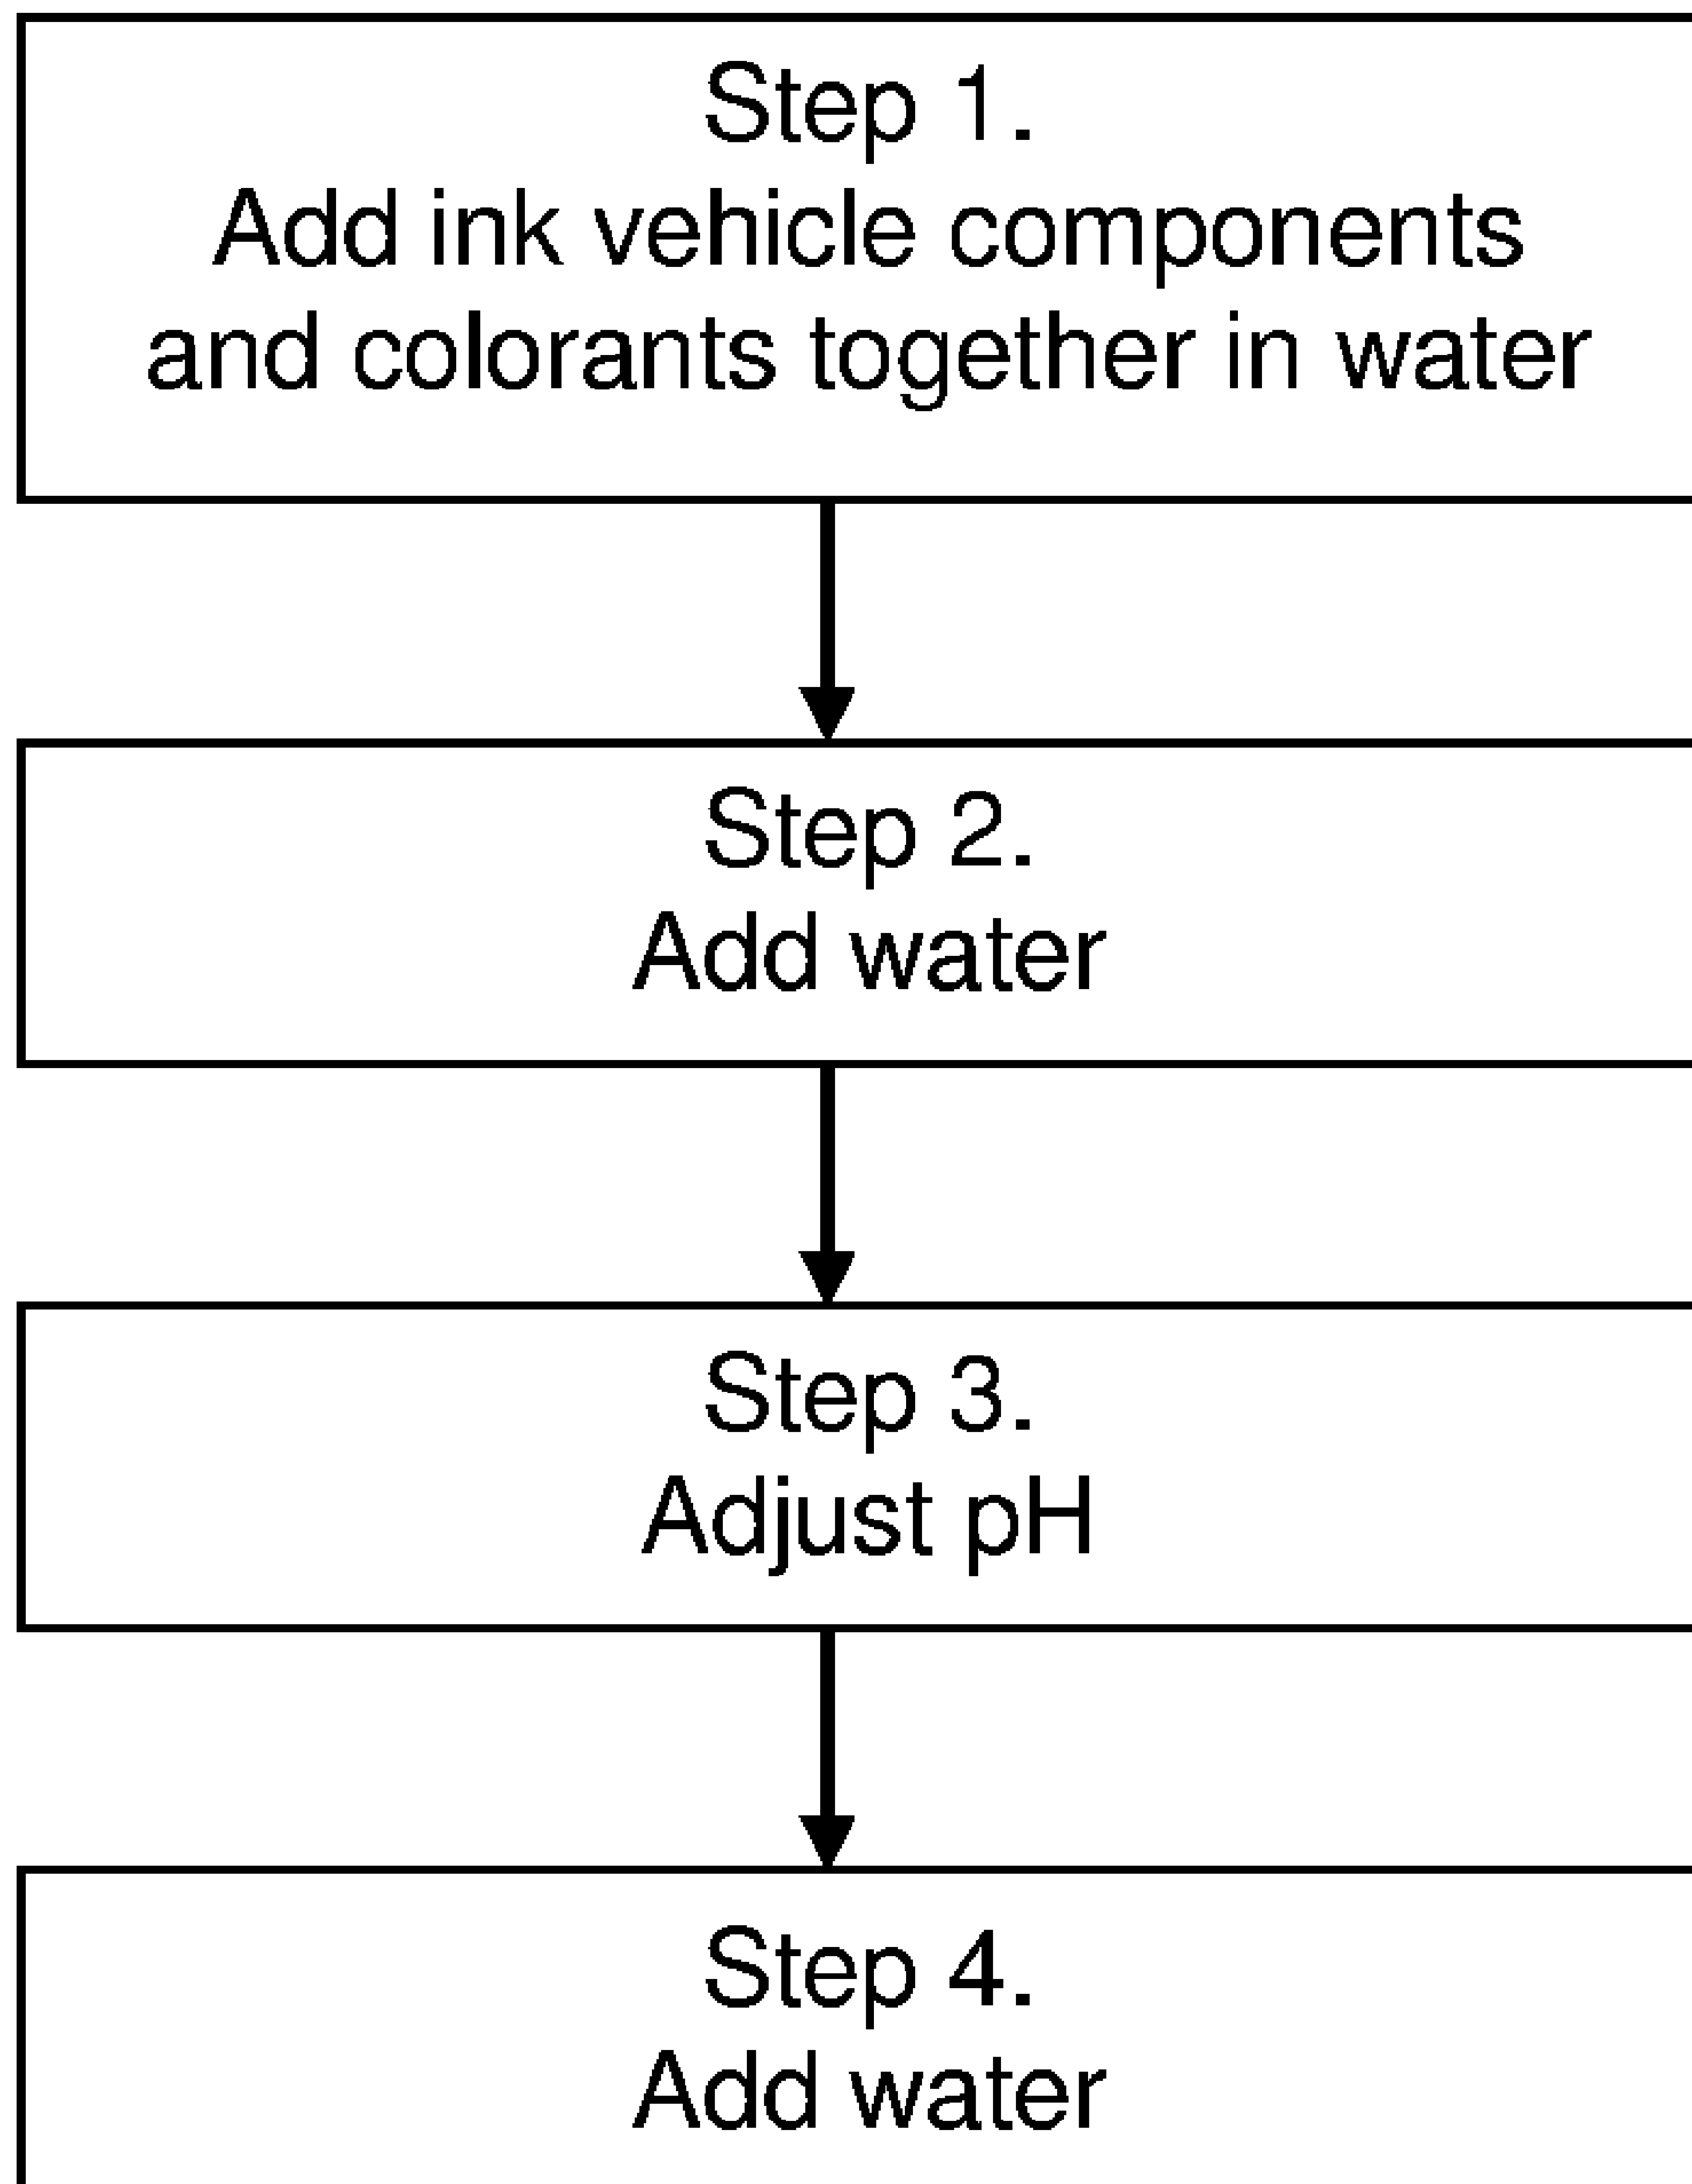 Step 1.
Add ink vehicle components
and colorants together in water
Step 2.
Add water
Step 3.
Adjust pH
Step 4.
Add water